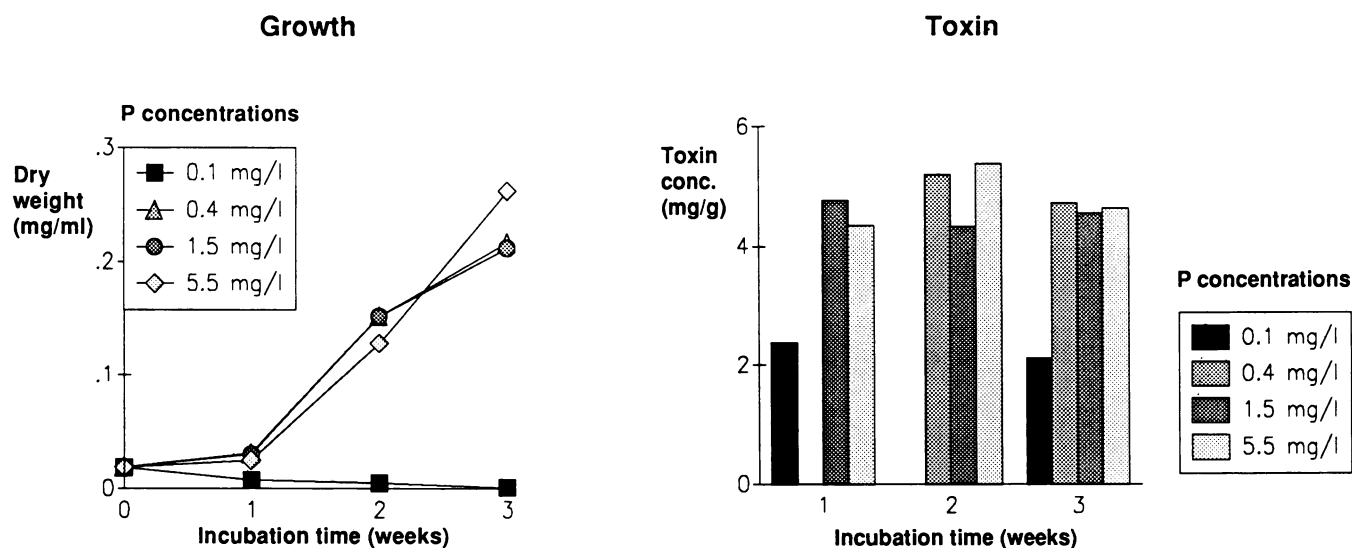 Growth
P concentrations
.3
Dry
weight
(mg/ml)
0.1 mg/l
0.4 mg/l
1.5 mg/l
5.5 mg/l
.2
.1
0
0 1 2 3
Incubation time (weeks)
Toxin
6
Toxin
conc.
(mg/g)
4
2
0
1 2 3
Incubation time (weeks)
P concentrations
0.1 mg/l
0.4 mg/l
1.5 mg/l
5.5 mg/l